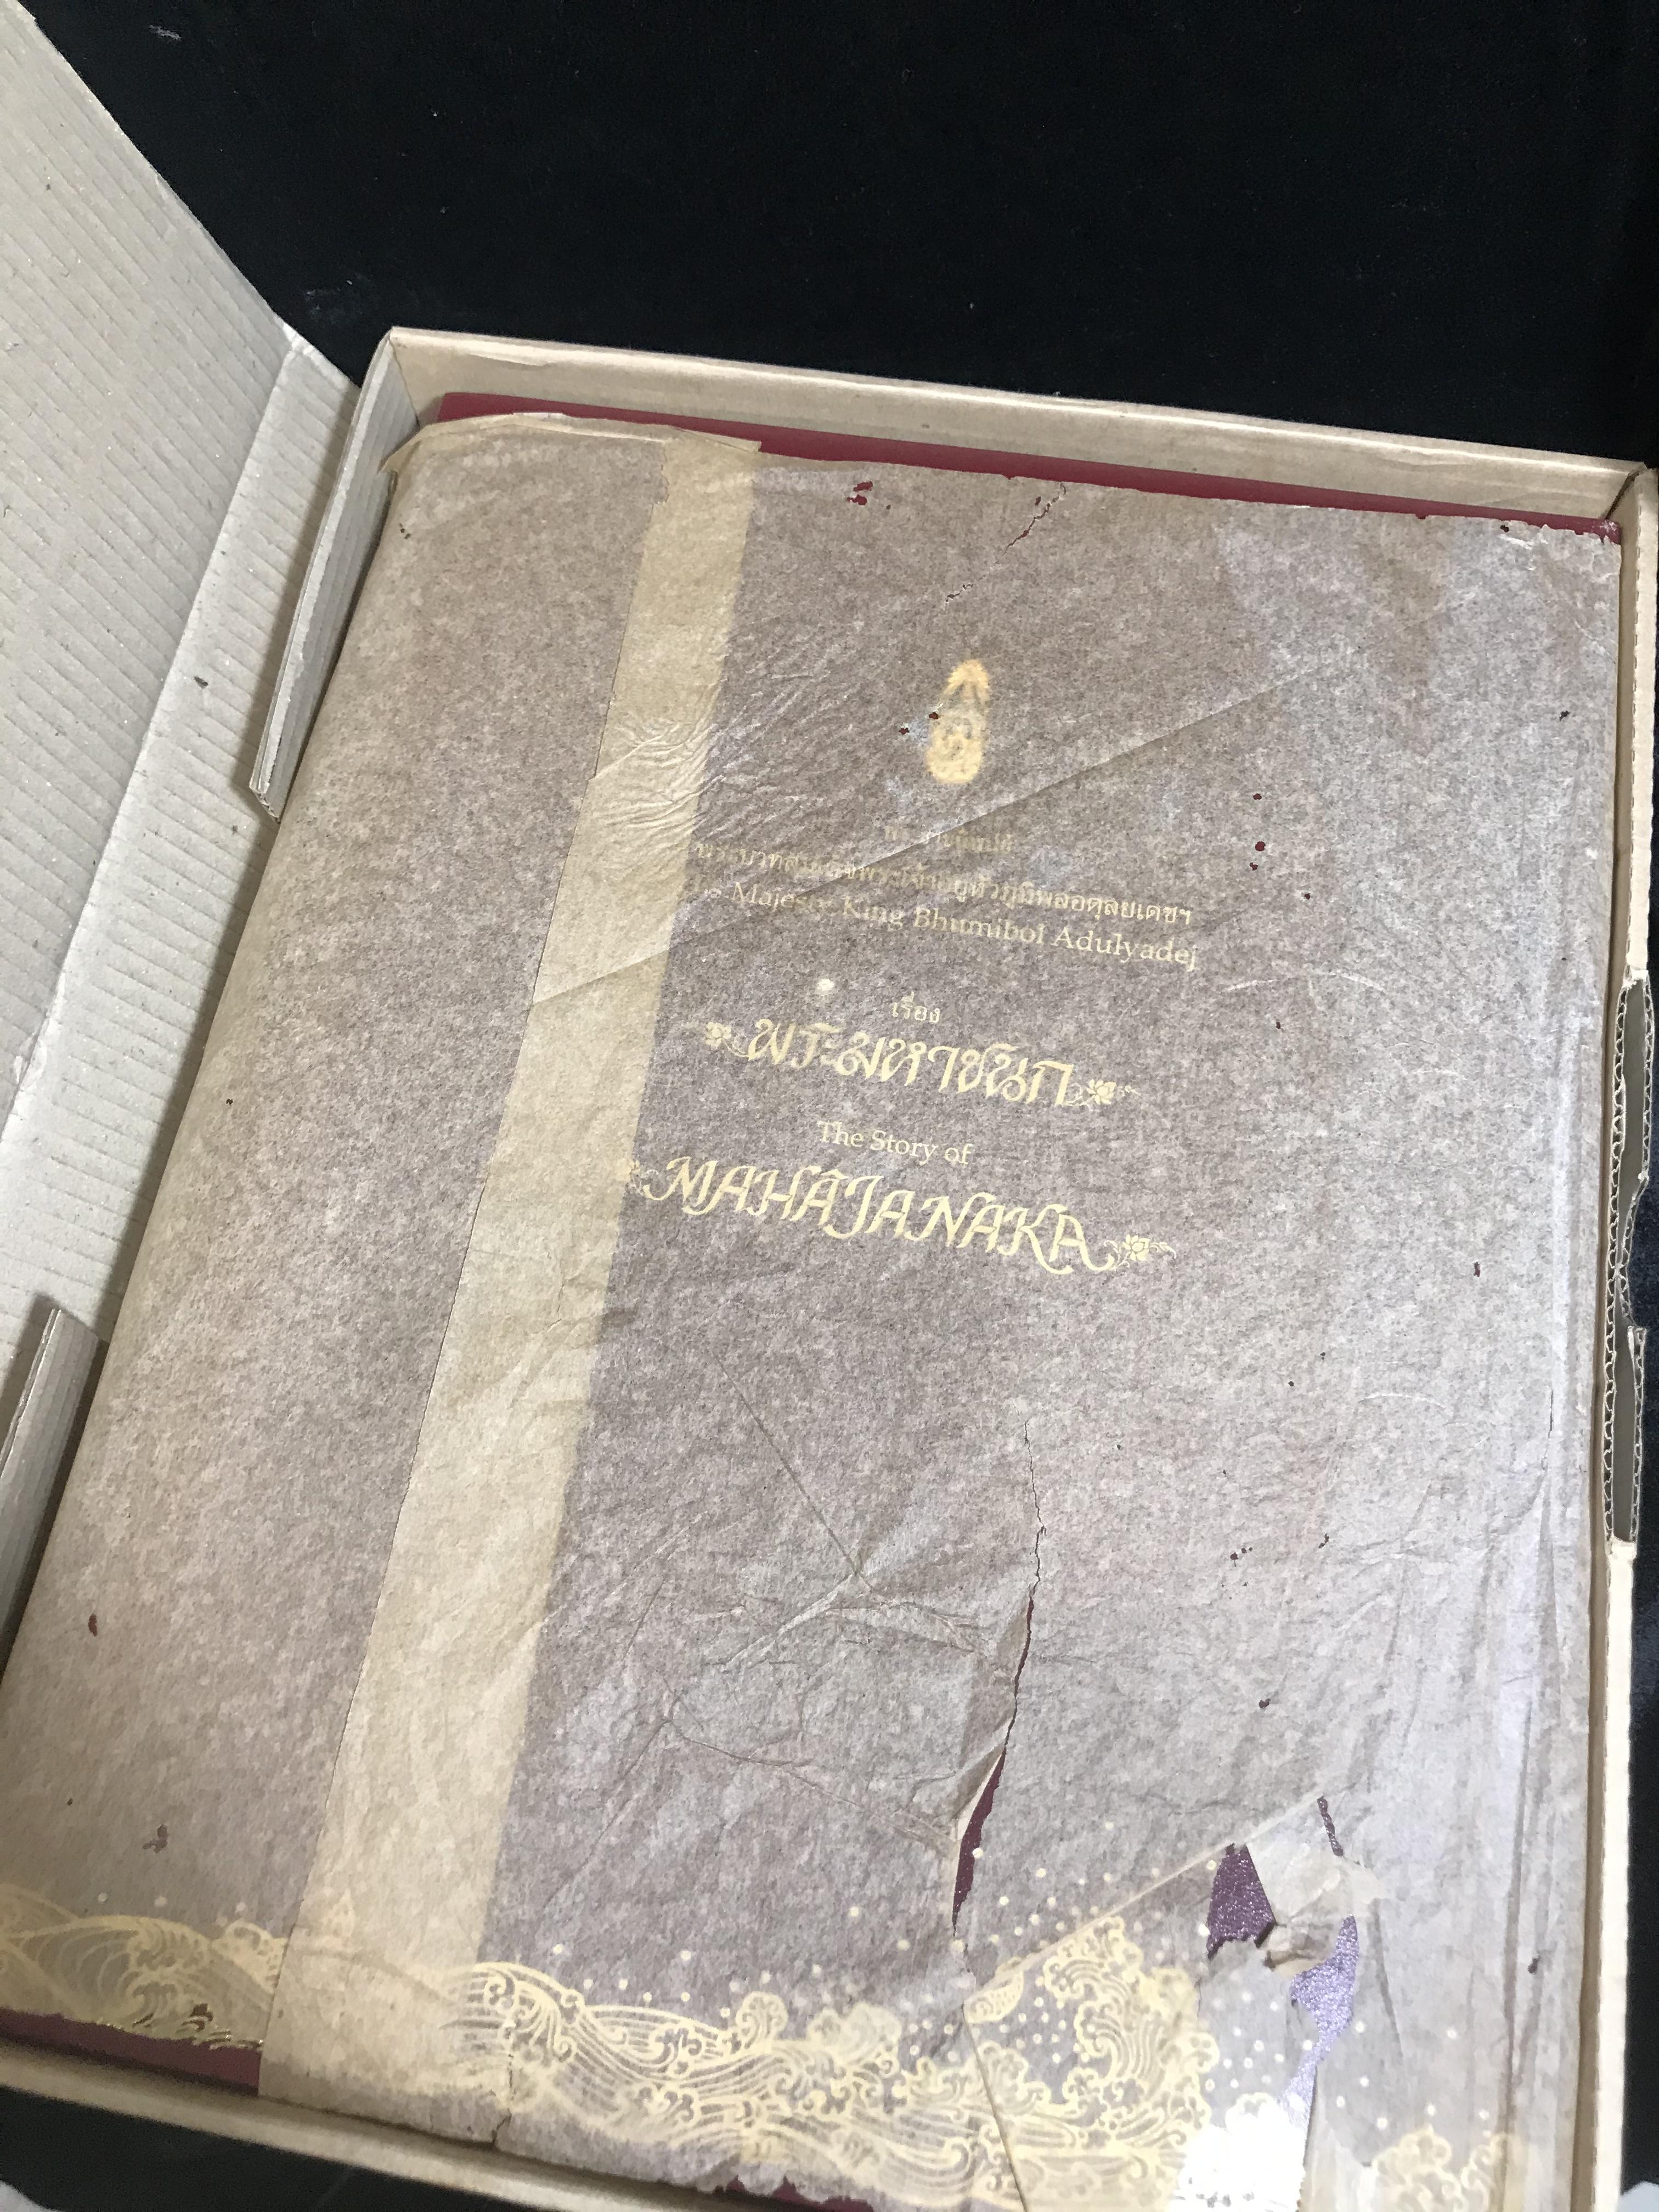 พระราชนิพนธ์
พระบาทสมเด็จพระเจ้าอยู่หัวภูมิพลอดุลยเดชฯ
His Majesty King Bhumibol Adulyadej
เรื่อง
พระมหาชนก
The Story of
MAHĀJANAKA